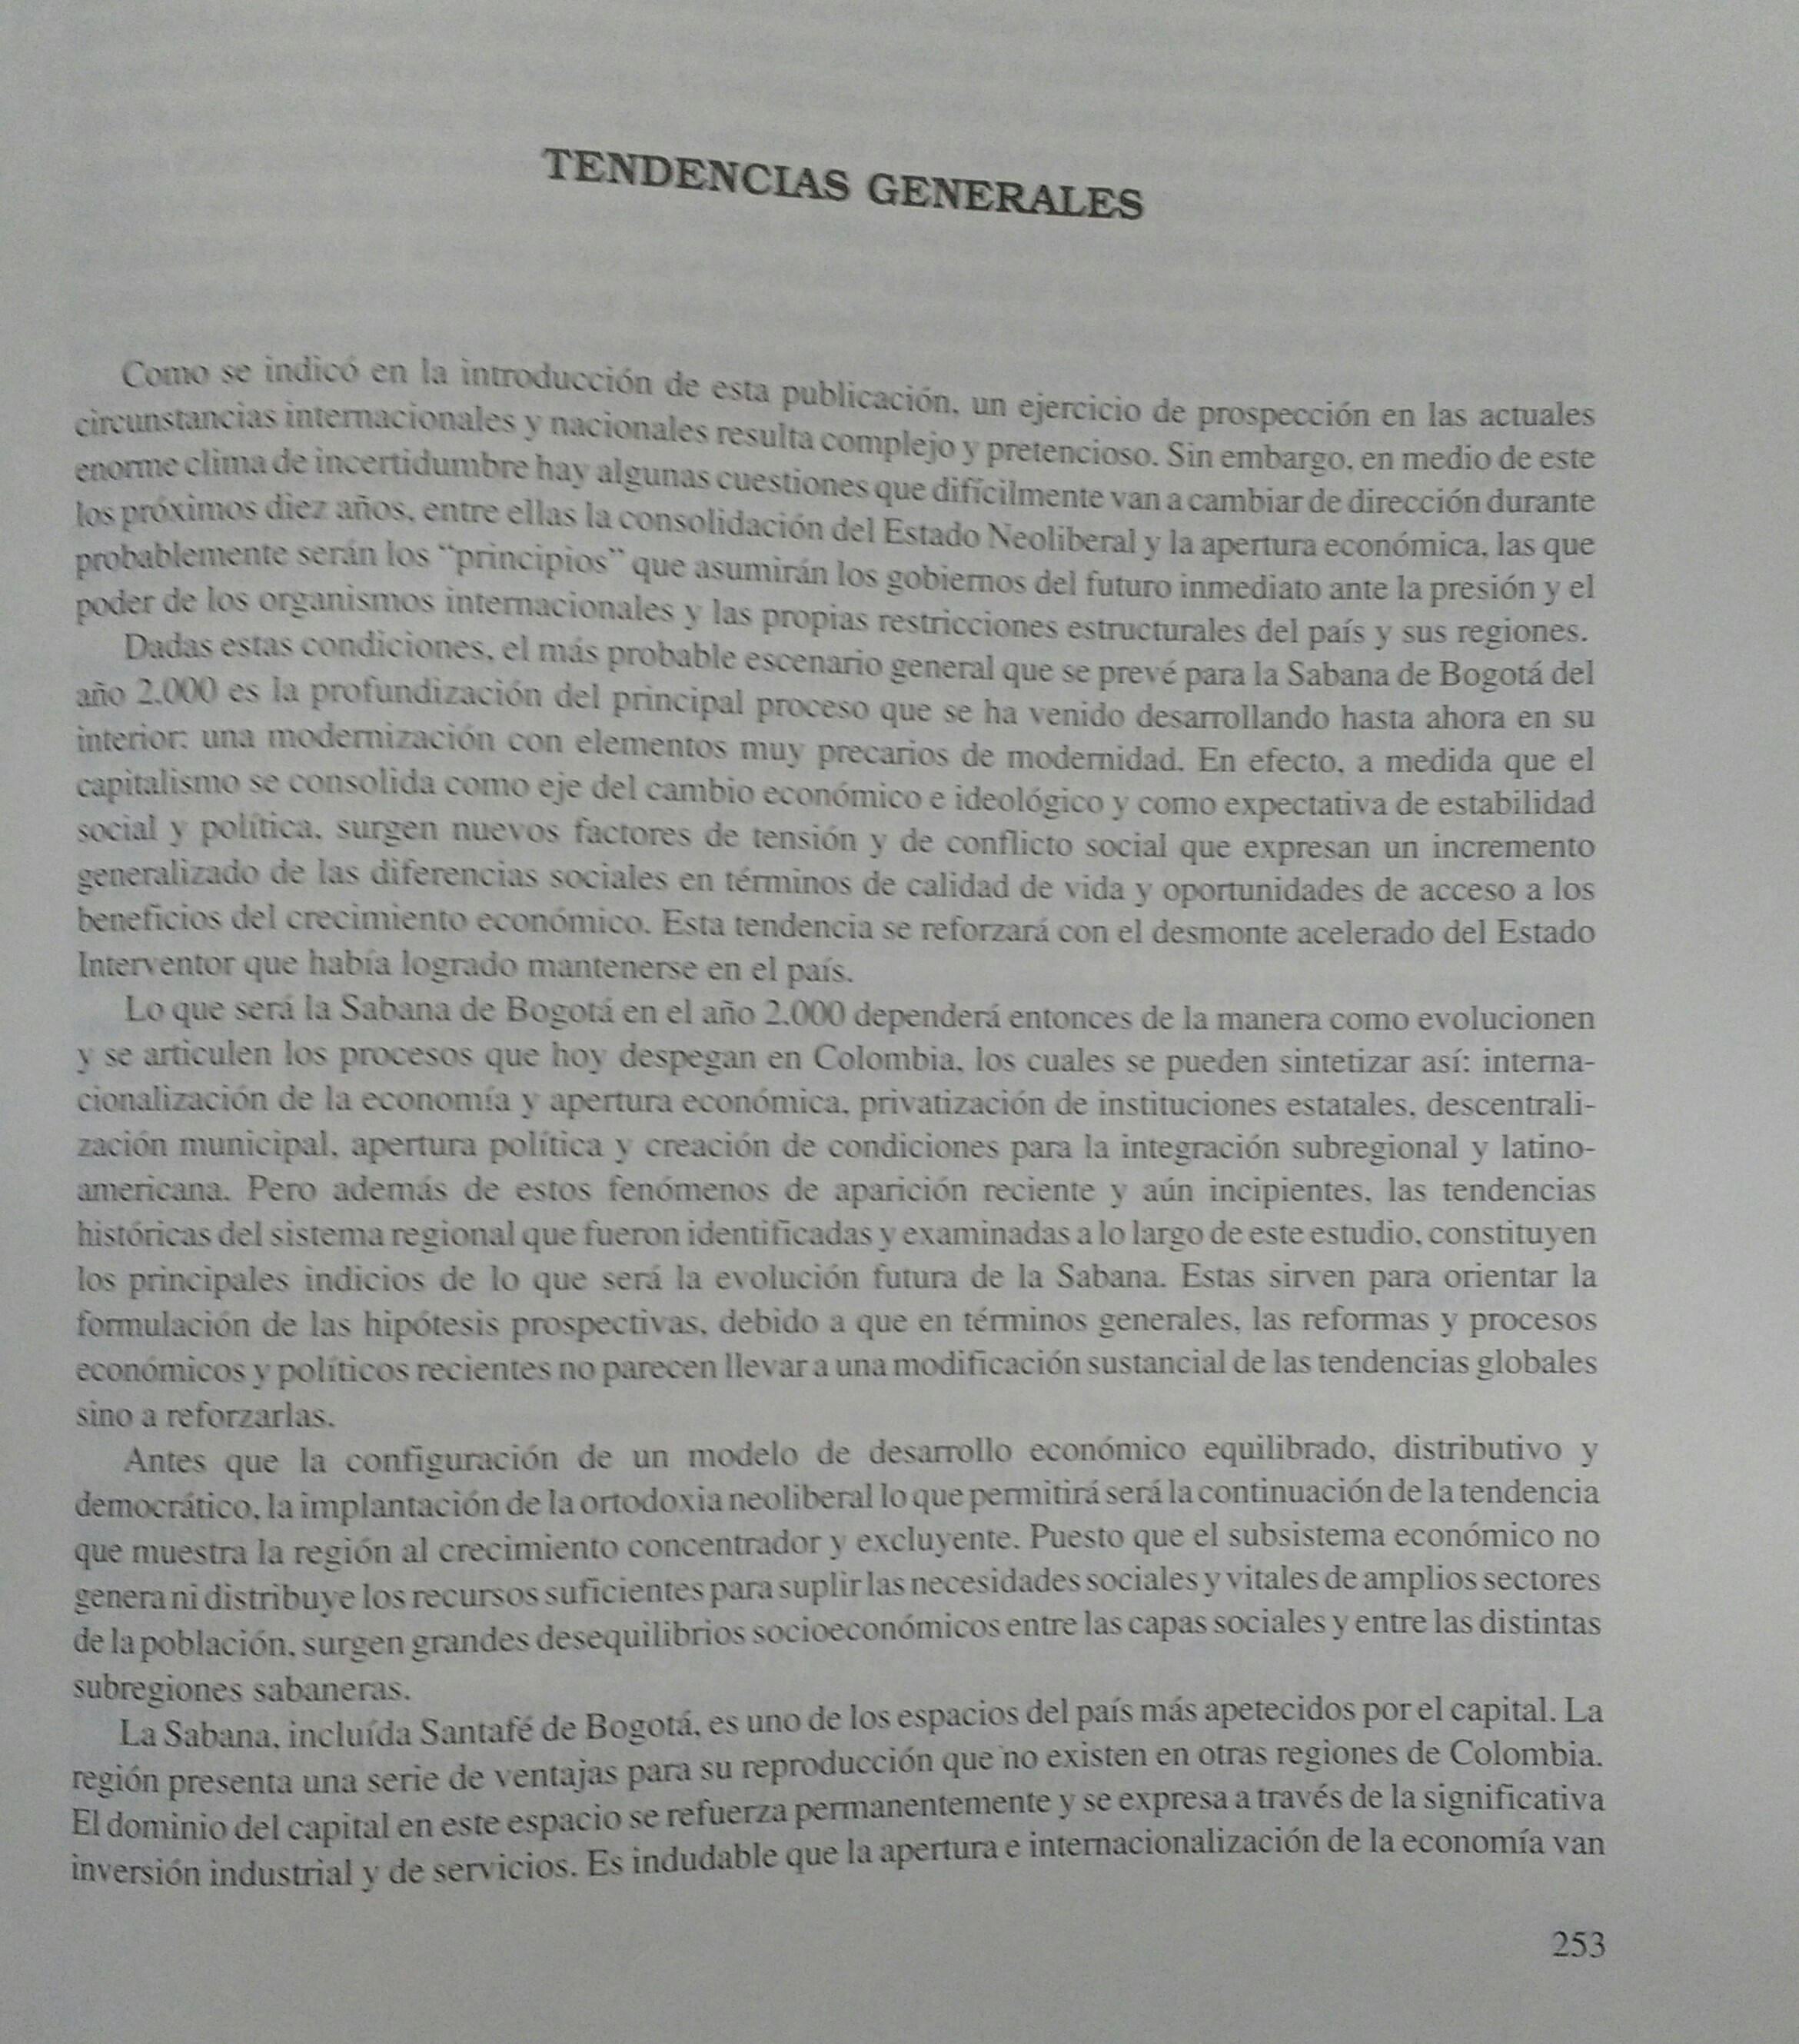 TENDENCIAS GENERALES
Como se indicó en la introducción de esta publicación, un ejercicio de prospección en las actuales
circunstancias internacionales y nacionales resulta complejo y pretencioso. Sin embargo, en medio de este
enorme clima de incertidumbre hay algunas cuestiones que difícilmente van a cambiar de dirección durante
los próximos diez años, entre ellas la consolidación del Estado Neoliberal y la apertura económica, las que
probablemente serán los “principios” que asumirán los gobiernos del futuro inmediato ante la presión y el
poder de los organismos internacionales y las propias restricciones estructurales del país y sus regiones.
Dadas estas condiciones, el más probable escenario general que se prevé para la Sabana de Bogotá del
año 2.000 es la profundización del principal proceso que se ha venido desarrollando hasta ahora en su
interior: una modernización con elementos muy precarios de modernidad. En efecto, a medida que el
capitalismo se consolida como eje del cambio económico e ideológico y como expectativa de estabilidad
social y política, surgen nuevos factores de tensión y de conflicto social que expresan un incremento
generalizado de las diferencias sociales en términos de calidad de vida y oportunidades de acceso a los
beneficios del crecimiento económico. Esta tendencia se reforzará con el desmonte acelerado del Estado
Interventor que había logrado mantenerse en el país.
Lo que será la Sabana de Bogotá en el año 2.000 dependerá entonces de la manera como evolucionen
y se articulen los procesos que hoy despegan en Colombia, los cuales se pueden sintetizar así: interna-
cionalización de la economía y apertura económica, privatización de instituciones estatales, descentrali-
zación municipal, apertura política y creación de condiciones para la integración subregional y latino-
americana. Pero además de estos fenómenos de aparición reciente y aún incipientes, las tendencias
históricas del sistema regional que fueron identificadas y examinadas a lo largo de este estudio, constituyen
los principales indicios de lo que será la evolución futura de la Sabana. Estas sirven para orientar la
formulación de las hipótesis prospectivas, debido a que en términos generales, las reformas y procesos
económicos y políticos recientes no parecen llevar a una modificación sustancial de las tendencias globales
sino a reforzarlas.
Antes que la configuración de un modelo de desarrollo económico equilibrado, distributivo y
democrático, la implantación de la ortodoxia neoliberal lo que permitirá será la continuación de la tendencia
que muestra la región al crecimiento concentrador y excluyente. Puesto que el subsistema económico no
genera ni distribuye los recursos suficientes para suplir las necesidades sociales y vitales de amplios sectores
de la población, surgen grandes desequilibrios socioeconómicos entre las capas sociales y entre las distintas
subregiones sabaneras.
La Sabana, incluída Santafé de Bogotá, es uno de los espacios del país más apetecidos por el capital. La
región presenta una serie de ventajas para su reproducción que no existen en otras regiones de Colombia.
El dominio del capital en este espacio se refuerza permanentemente y se expresa a través de la significativa
inversión industrial y de servicios. Es indudable que la apertura e internacionalización de la economía van
253